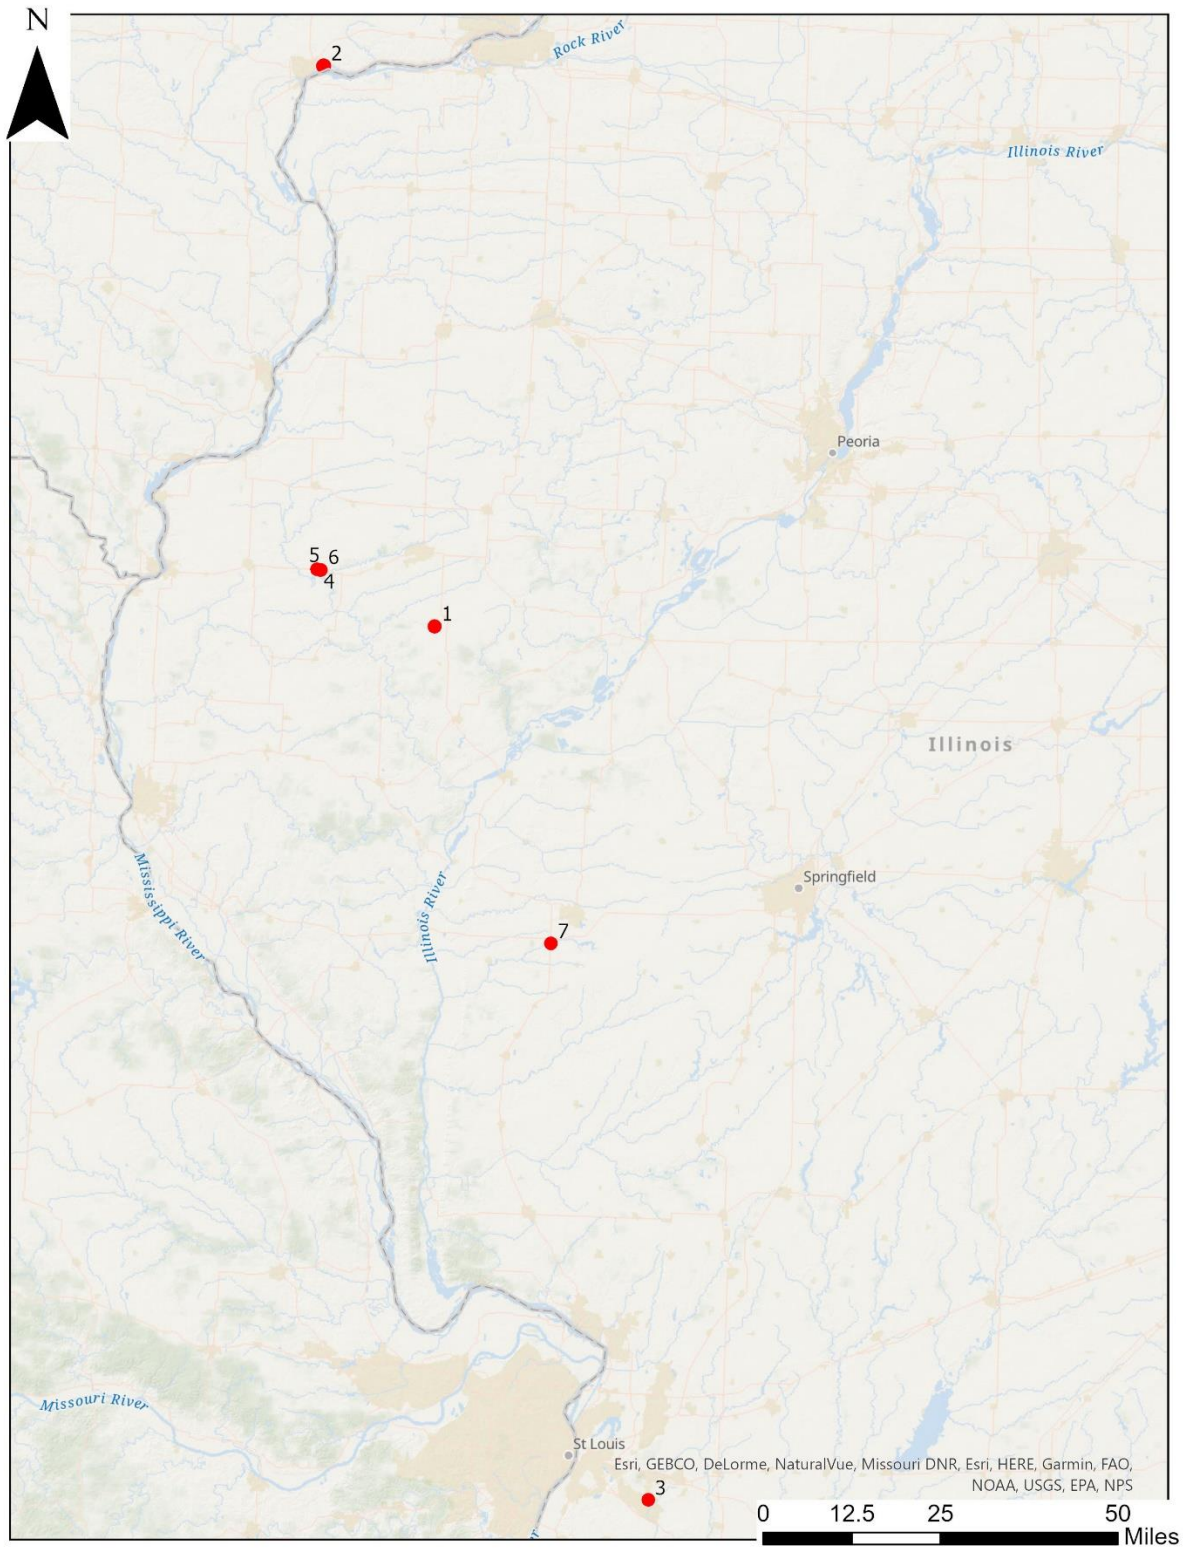 N
2
Rock River
Illinois River
Peoria
5 6
4
1
Illinois
Mississippi River
Illinois River
Springfield
7
Missouri River
St Louis
Esri, GEBCO, DeLorme, NaturalVue, Missouri DNR, Esri, HERE, Garmin, FAO,
NOAA, USGS, EPA, NPS
3
0 12.5 25 50
Miles